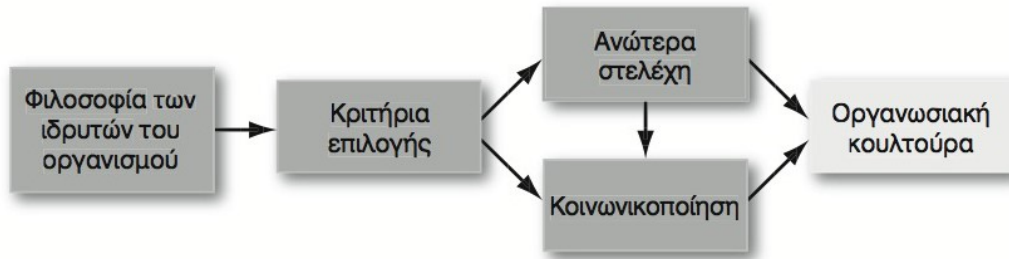 Φιλοσοφία των
ιδρυτών του
οργανισμού
Κριτήρια
επιλογής
Ανώτερα
στελέχη
Κοινωνικοποίηση
Οργανωσιακή
κουλτούρα